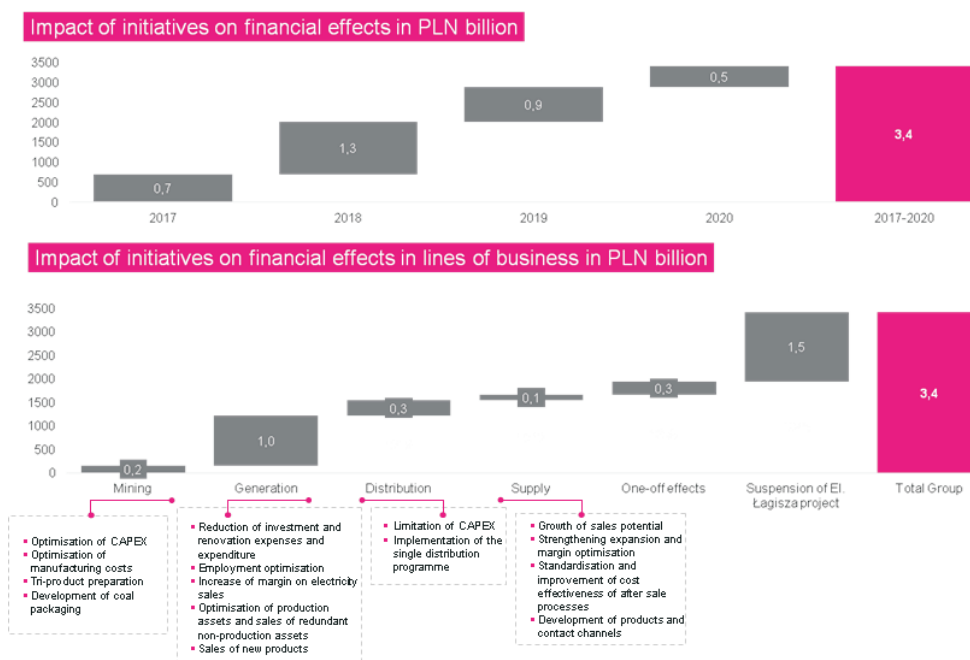 Impact of initiatives on financial effects in PLN billion
3500
3000
2500
2000
1500
1000
500
0
0,7
1,3
0,9
0,5
3,4
2017
2018
2019
2020
2017-2020
Impact of initiatives on financial effects in lines of business in PLN billion
3500
3000
2500
2000
1500
1000
500
0
0,2
1,0
0,3
0,1
0,3
1,5
3,4
Mining
Generation
Distribution
Supply
One-off effects
Suspension of El.
Łagisza project
Total Group
Optimisation of CAPEX
Optimisation of
manufacturing costs
Tri-product preparation
Development of coal
packaging
Reduction of investment and
renovation expenses and
expenditure
Employment optimisation
Increase of margin on electricity
sales
Optimisation of production
assets and sales of redundant
non-production assets
Sales of new products
Limitation of CAPEX
Implementation of the
single distribution
programme
Growth of sales potential
Strengthening expansion and
margin optimisation
Standardisation and
improvement of cost
effectiveness of after sale
processes
Development of products and
contact channels